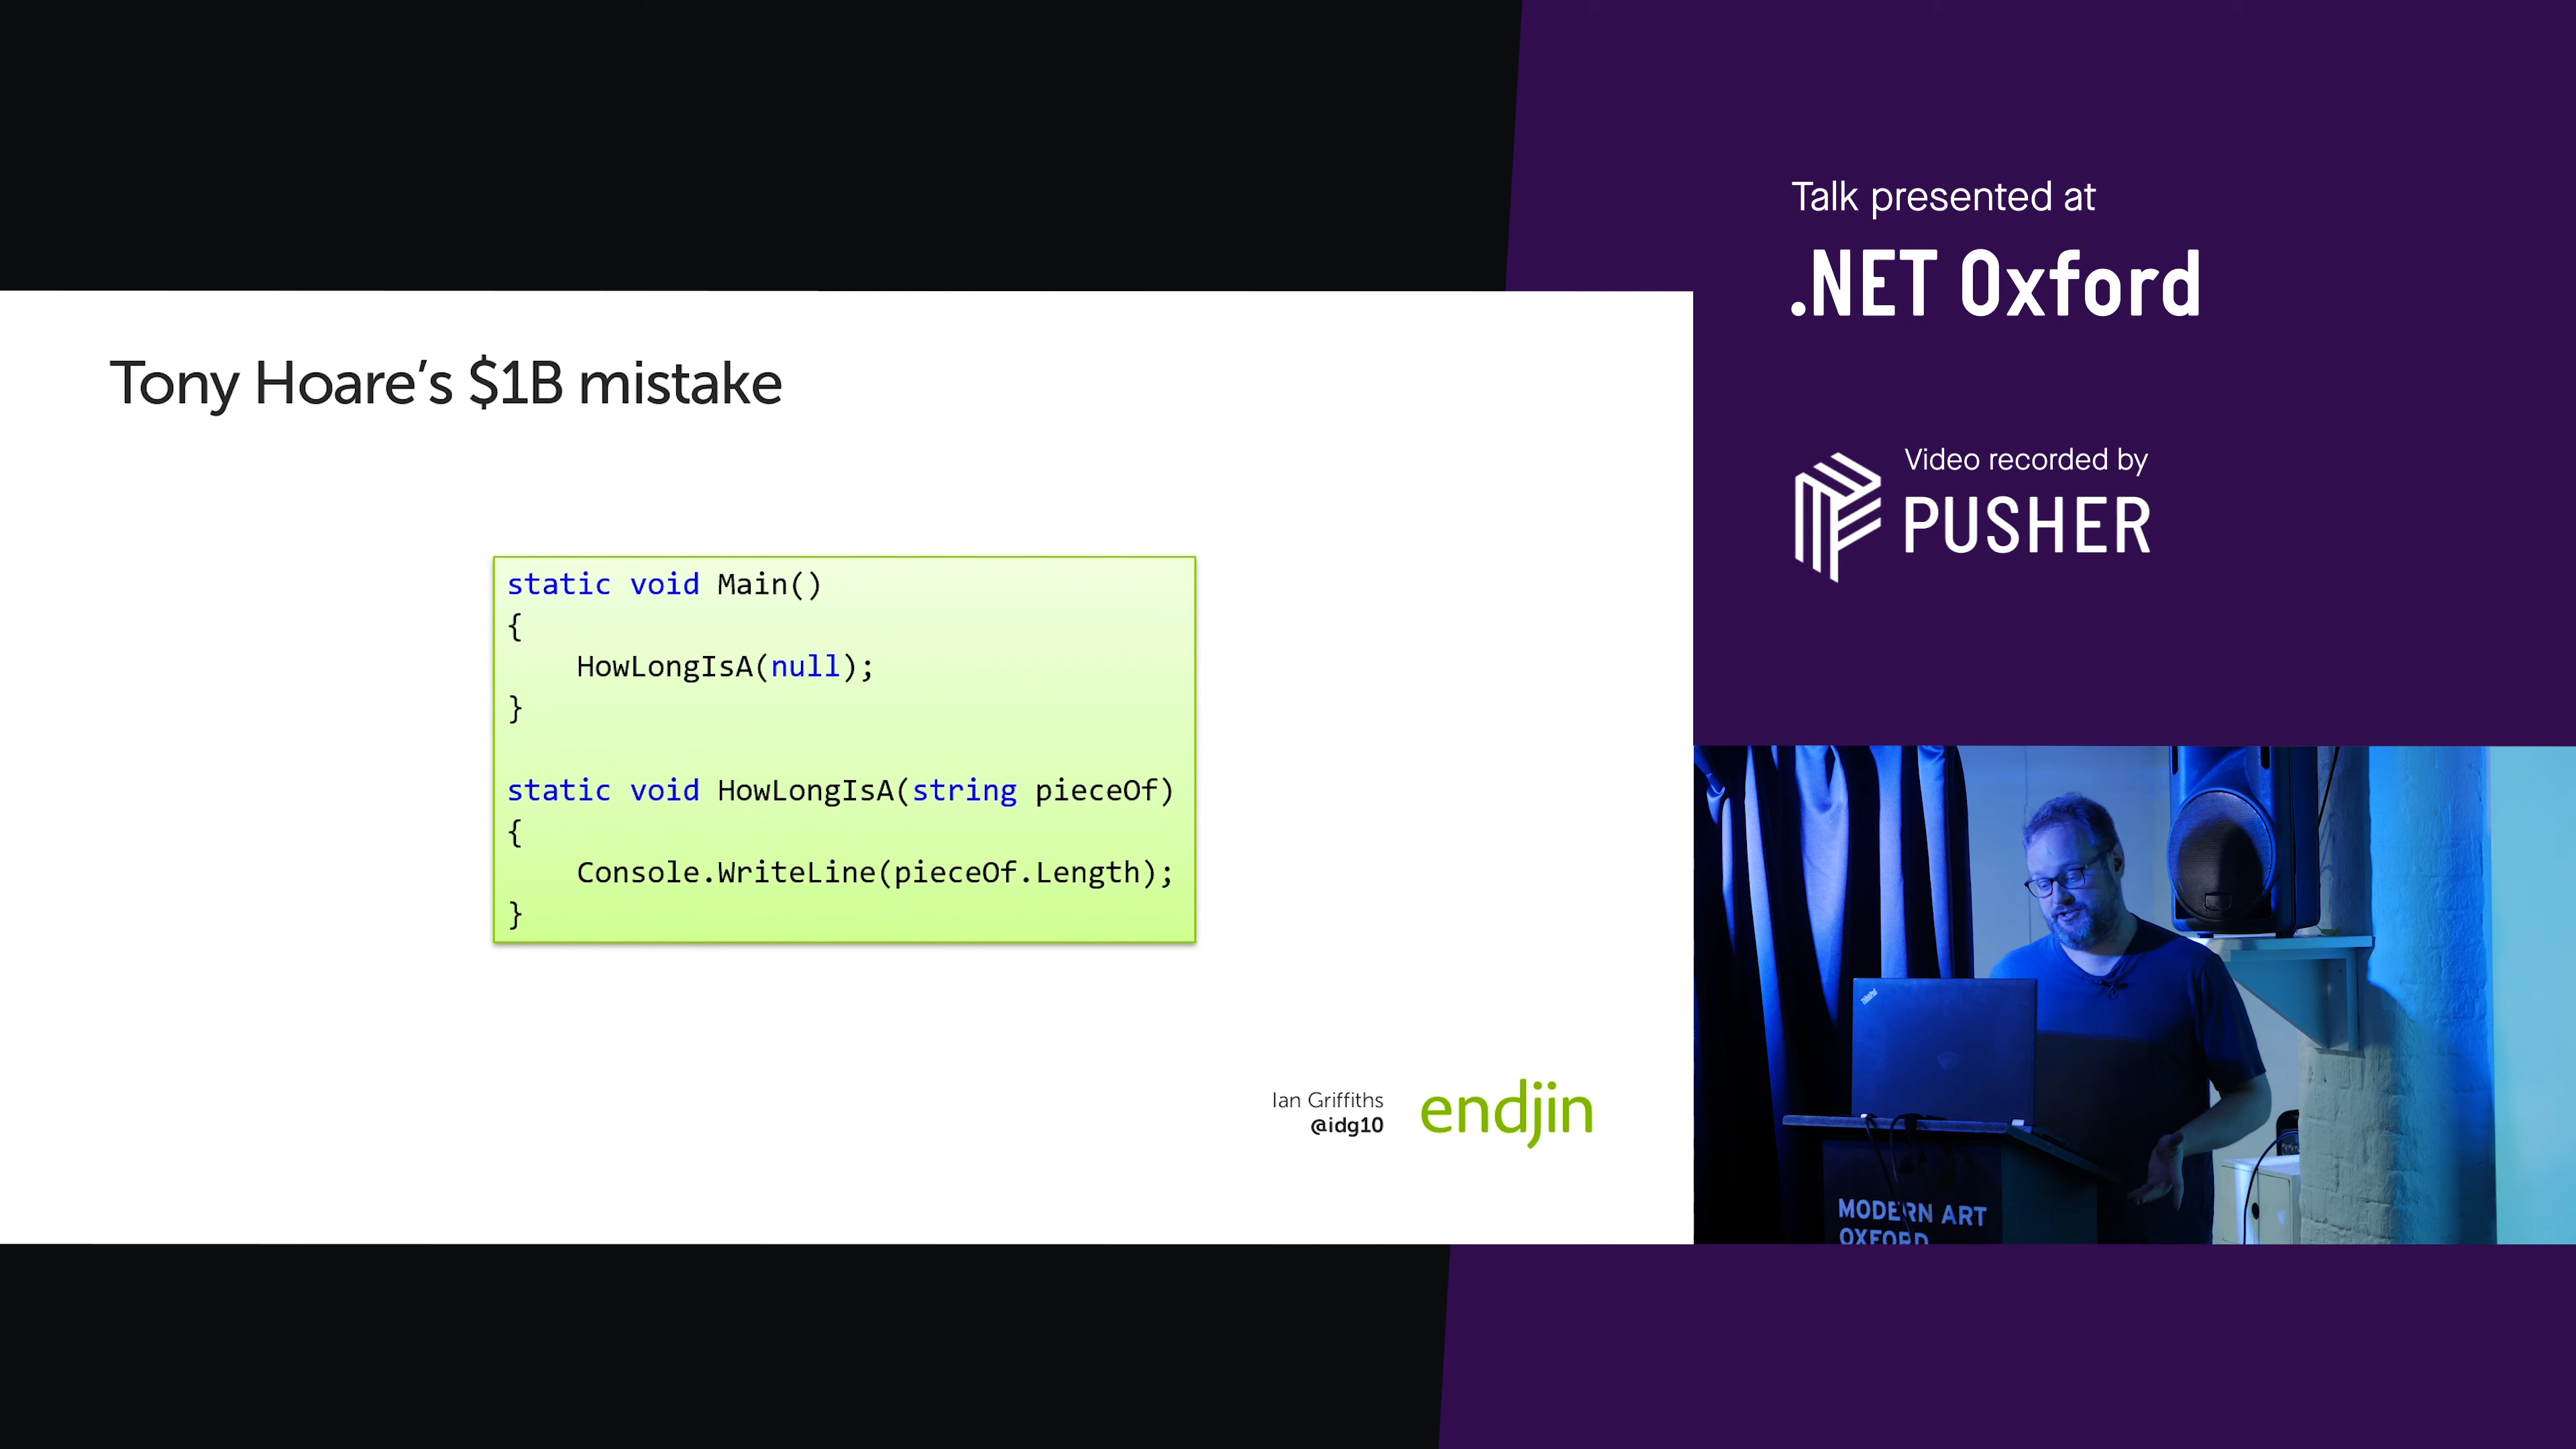 Tony Hoare’s $1B mistake
static void Main()
{
    HowLongIsA(null);
}
static void HowLongIsA(string pieceOf)
{
    Console.WriteLine(pieceOf.Length);
}
Ian Griffiths
@idg10
endjin
Talk presented at
.NET Oxford
Video recorded by
PUSHER
ThinkPad
MODERN ART
OXFORD